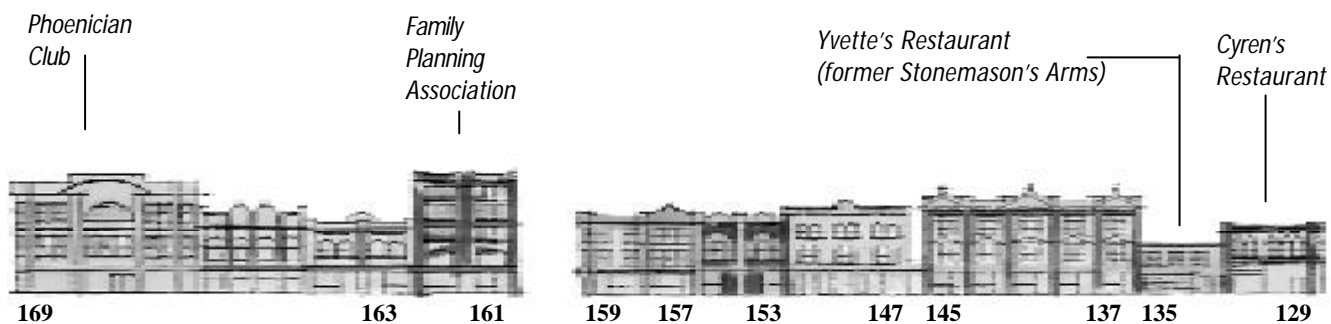 Phoenician
Club
Family
Planning
Association
Yvette's Restaurant
(former Stonemason's Arms)
Cyren's
Restaurant
169 163 161 159 157 153 147 145 137 135 129